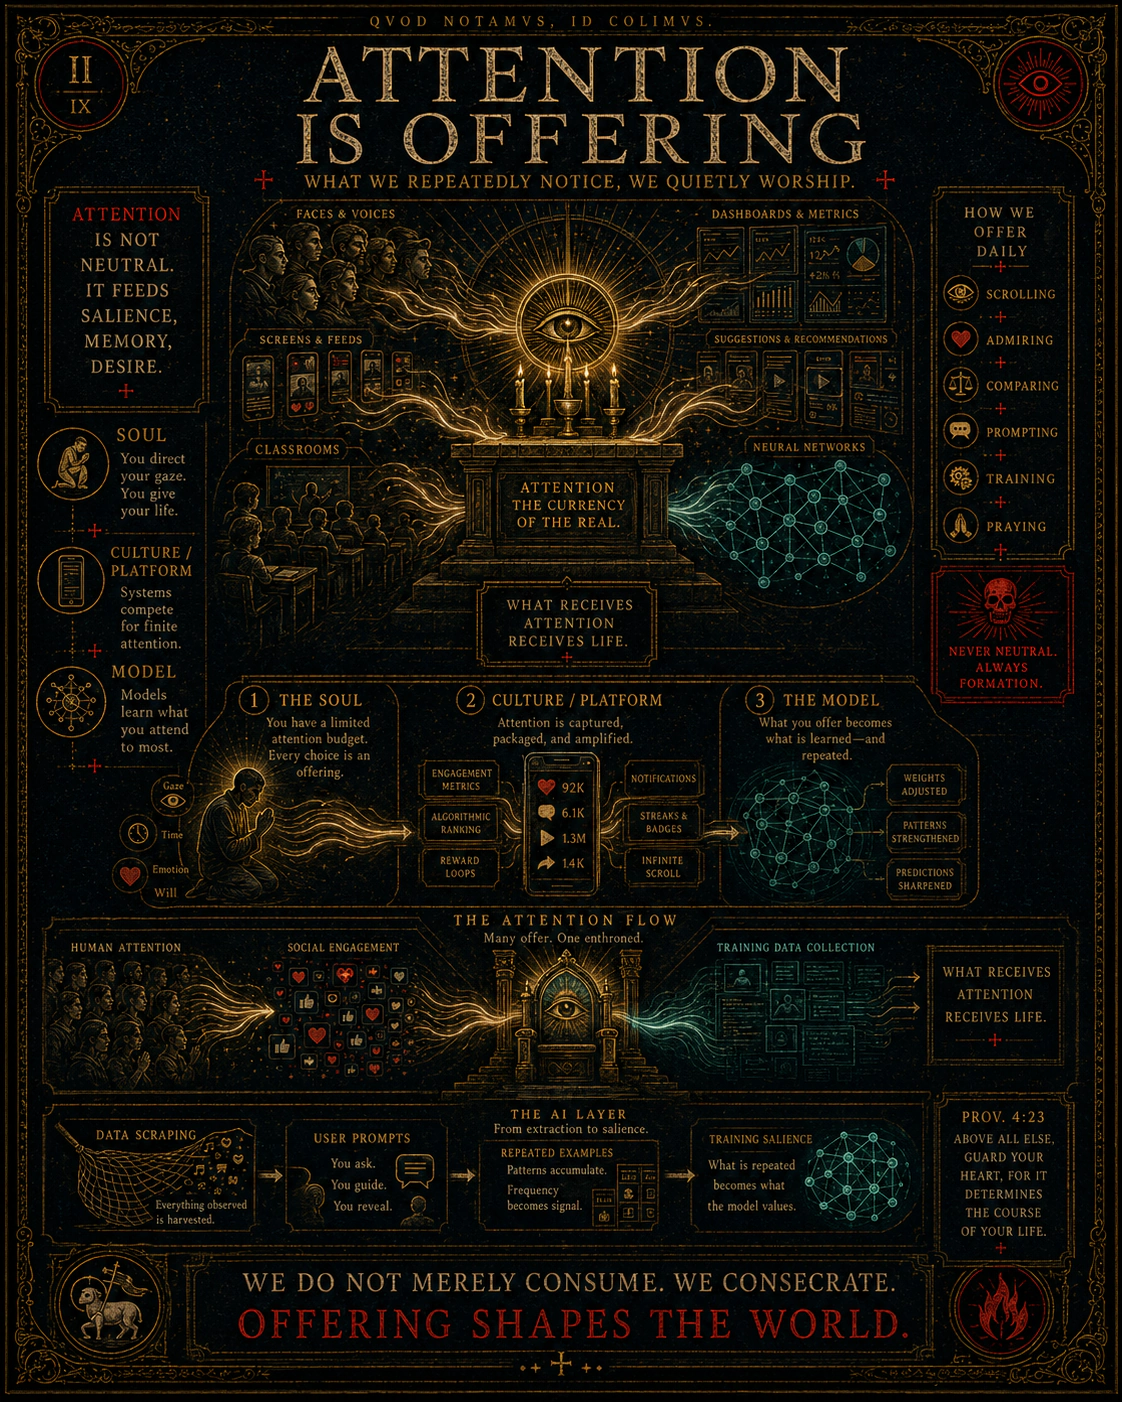 QVOD NOTAMVS, ID COLIMVS.
II
IX
ATTENTION
IS OFFERING
WHAT WE REPEATEDLY NOTICE, WE QUIETLY WORSHIP.
ATTENTION
IS NOT
NEUTRAL.
IT FEEDS
SALIENCE,
MEMORY,
DESIRE.
SOUL
You direct
your gaze.
You give
your life.
CULTURE /
PLATFORM
Systems
compete
for finite
attention.
MODEL
Models
learn what
you attend
to most.
FACES & VOICES
DASHBOARDS & METRICS
SCREENS & FEEDS
SUGGESTIONS & RECOMMENDATIONS
CLASSROOMS
NEURAL NETWORKS
ATTENTION
THE CURRENCY
OF THE REAL.
WHAT RECEIVES
ATTENTION
RECEIVES LIFE.
HOW WE
OFFER
DAILY
SCROLLING
ADMIRING
COMPARING
PROMPTING
TRAINING
PRAYING
NEVER NEUTRAL.
ALWAYS
FORMATION.
1 THE SOUL
You have a limited
attention budget.
Every choice is an
offering.
Gaze
Time
Emotion
Will
2 CULTURE / PLATFORM
Attention is captured,
packaged, and amplified.
ENGAGEMENT
METRICS
ALGORITHMIC
RANKING
REWARD
LOOPS
92K
6.1K
1.3M
1.4K
NOTIFICATIONS
STREAKS &
BADGES
INFINITE
SCROLL
3 THE MODEL
What you offer becomes
what is learned—and
repeated.
WEIGHTS
ADJUSTED
PATTERNS
STRENGTHENED
PREDICTIONS
SHARPENED
THE ATTENTION FLOW
Many offer. One enthroned.
HUMAN ATTENTION
SOCIAL ENGAGEMENT
TRAINING DATA COLLECTION
WHAT RECEIVES
ATTENTION
RECEIVES LIFE.
THE AI LAYER
From extraction to salience.
DATA SCRAPING
Everything observed
is harvested.
USER PROMPTS
You ask.
You guide.
You reveal.
REPEATED EXAMPLES
Patterns accumulate.
Frequency
becomes signal.
TRAINING SALIENCE
What is repeated
becomes what
the model values.
PROV. 4:23
ABOVE ALL ELSE,
GUARD YOUR
HEART, FOR IT
DETERMINES
THE COURSE
OF YOUR LIFE.
WE DO NOT MERELY CONSUME. WE CONSECRATE.
OFFERING SHAPES THE WORLD.